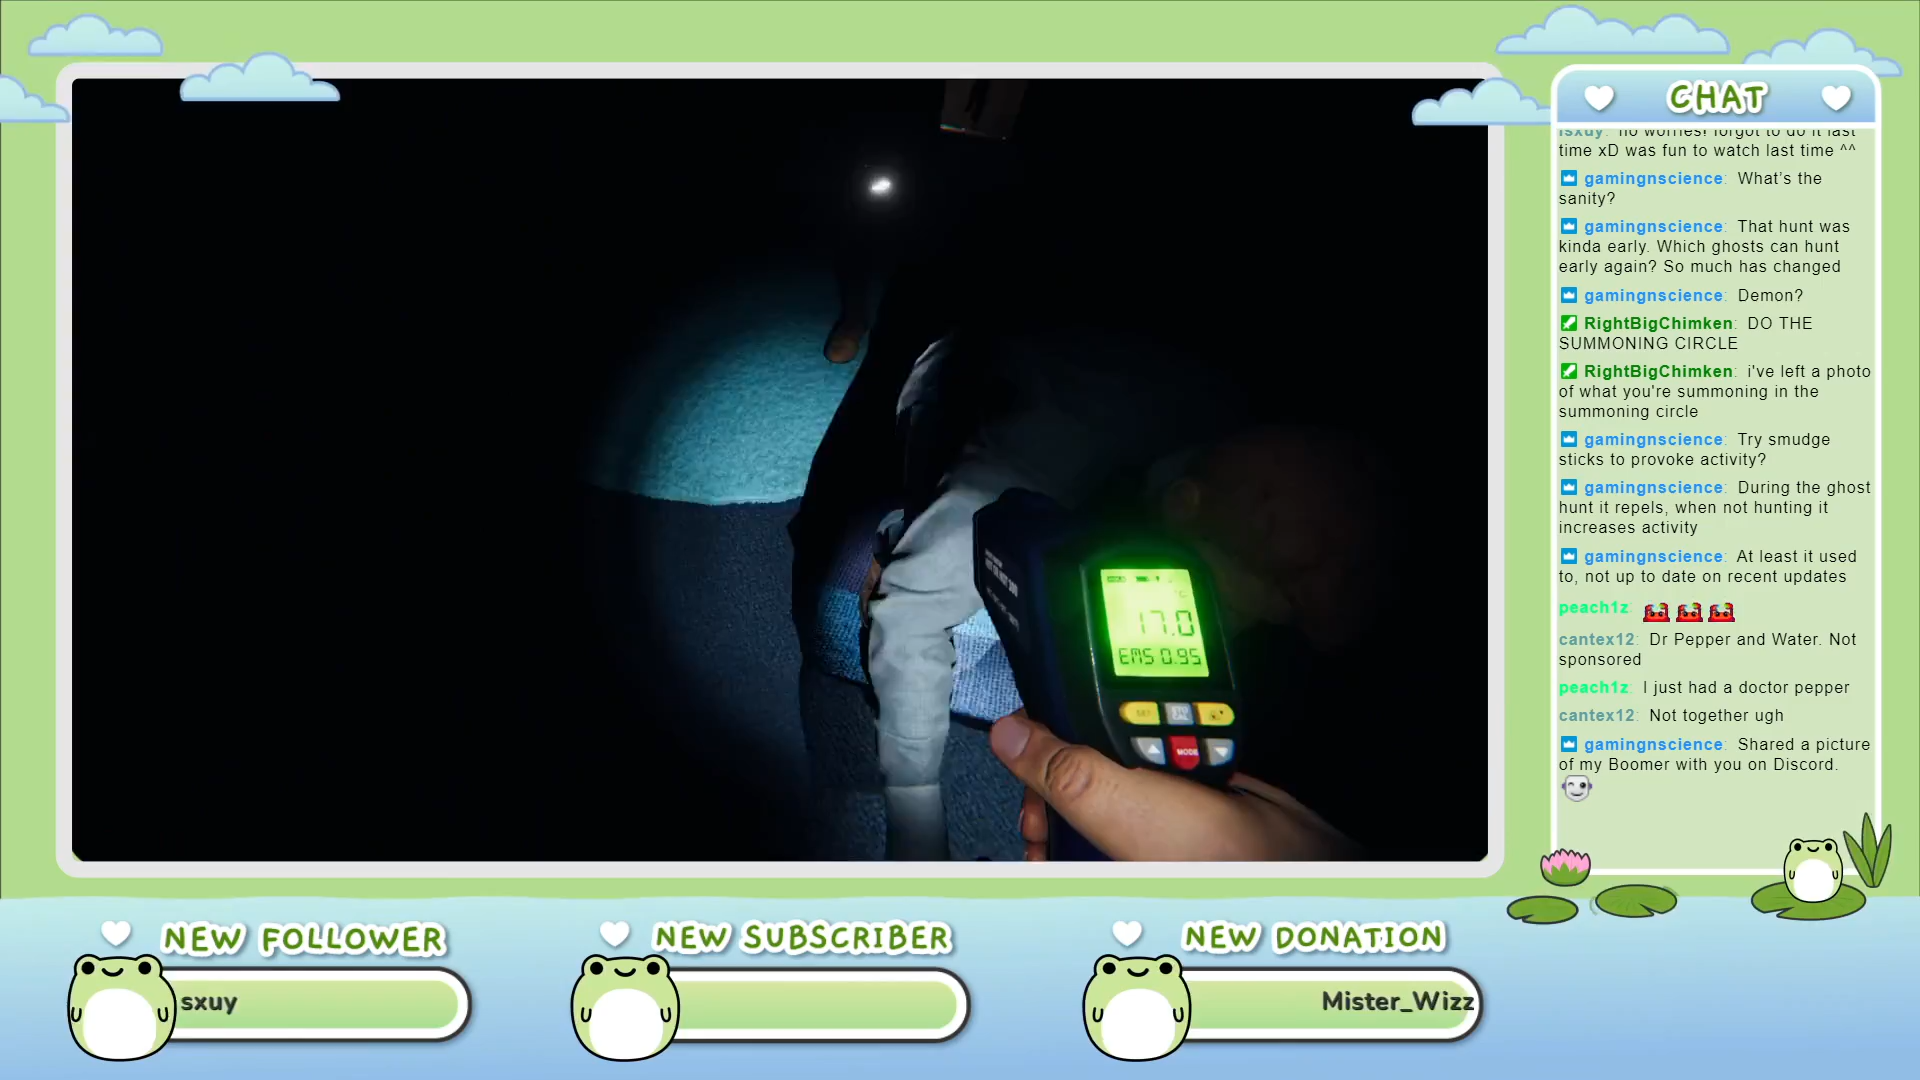 CHAT
time xD was fun to watch last time ^^
gamingnscience: What's the
sanity?
gamingnscience: That hunt was
kinda early. Which ghosts can hunt
early again? So much has changed
gamingnscience: Demon?
RightBigChimken: DO THE
SUMMONING CIRCLE
RightBigChimken: i've left a photo
of what you're summoning in the
summoning circle
gamingnscience: Try smudge
sticks to provoke activity?
gamingnscience: During the ghost
hunt it repels, when not hunting it
increases activity
gamingnscience: At least it used
to, not up to date on recent updates
peach1z:
cantex12: Dr Pepper and Water. Not
sponsored
peach1z: I just had a doctor pepper
cantex12: Not together ugh
gamingnscience: Shared a picture
of my Boomer with you on Discord.
17.0
EMS 0.95
SET
STO
CAL
MODE
NEW FOLLOWER
sxuy
NEW SUBSCRIBER
NEW DONATION
Mister_Wizz